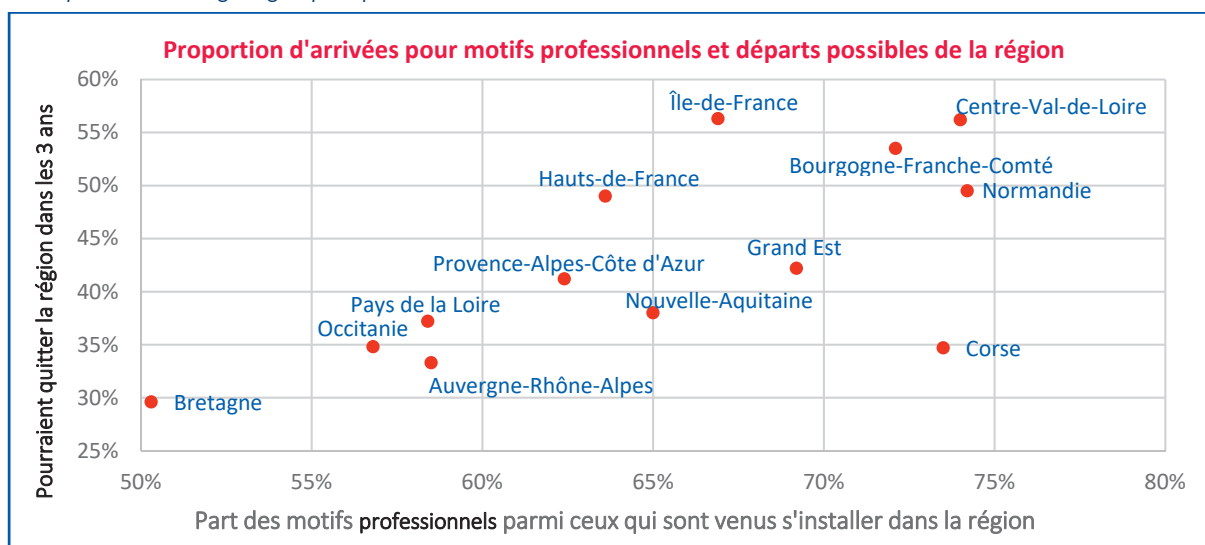 Proportion d'arrivées pour motifs professionnels et départs possibles de la région
Pourraient quitter la région dans les 3 ans
60%
55%
50%
45%
40%
35%
30%
25%
Île-de-France
Centre-Val-de-Loire
Bourgogne-Franche-Comté
Hauts-de-France
Normandie
Grand Est
Provence-Alpes-Côte d'Azur
Nouvelle-Aquitaine
Pays de la Loire
Occitanie
Corse
Auvergne-Rhône-Alpes
Bretagne
50%
55%
60%
65%
70%
75%
80%
Part des motifs professionnels parmi ceux qui sont venus s'installer dans la région